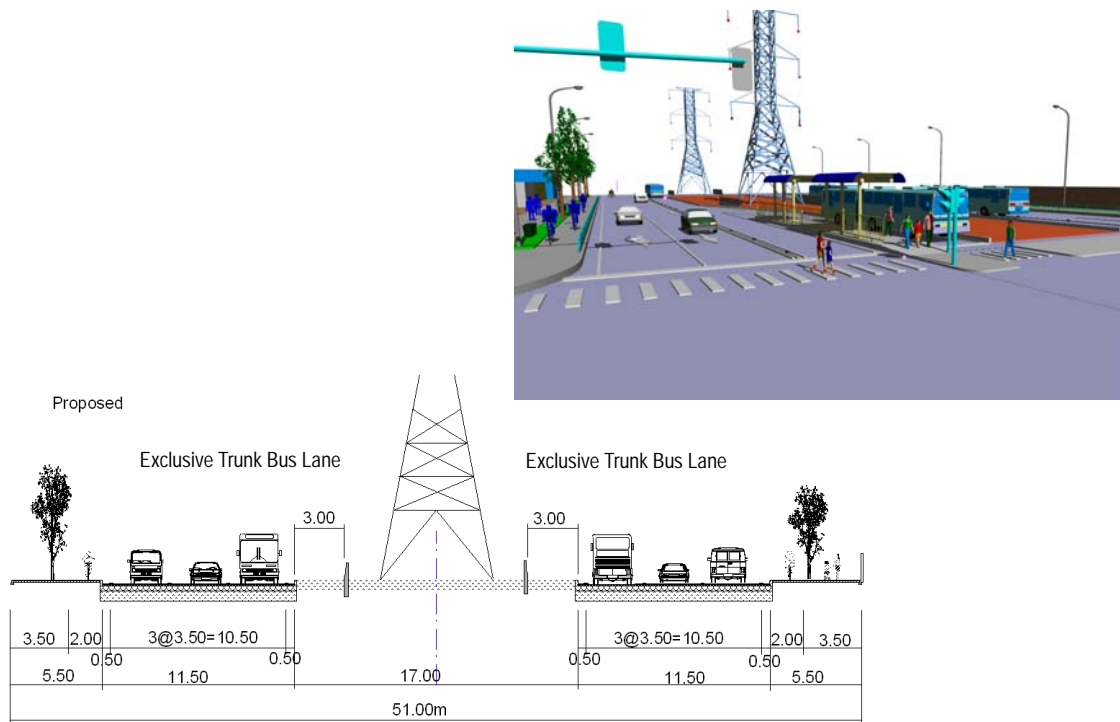 Proposed
Exclusive Trunk Bus Lane Exclusive Trunk Bus Lane
3.00 3.00
3.50 2.00 3@3.50=10.50 3@3.50=10.50 2.00 3.50
0.50 0.50 0.50 0.50
5.50 11.50 17.00 11.50 5.50
51.00m